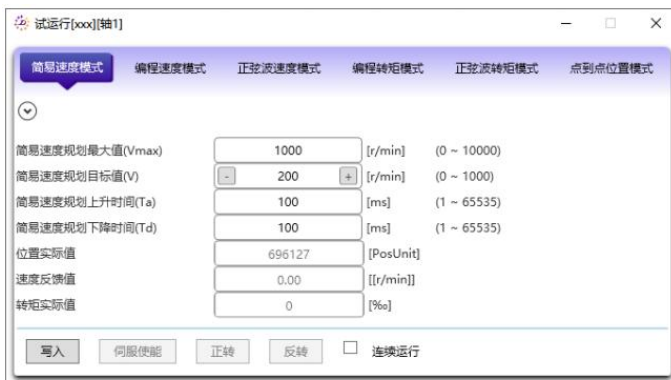 试运行[xxx][轴1]
简易速度模式 编程速度模式 正弦波速度模式 编程转矩模式 正弦波转矩模式 点到点位置模式
简易速度规划最大值(Vmax) 1000 [r/min] (0 ~ 10000)
简易速度规划目标值(V) - 200 + [r/min] (0 ~ 1000)
简易速度规划上升时间(Ta) 100 [ms] (1 ~ 65535)
简易速度规划下降时间(Td) 100 [ms] (1 ~ 65535)
位置实际值 696127 [PosUnit]
速度反馈值 0.00 [[r/min]]
转矩实际值 0 [‰]
写入 伺服使能 正转 反转 连续运行